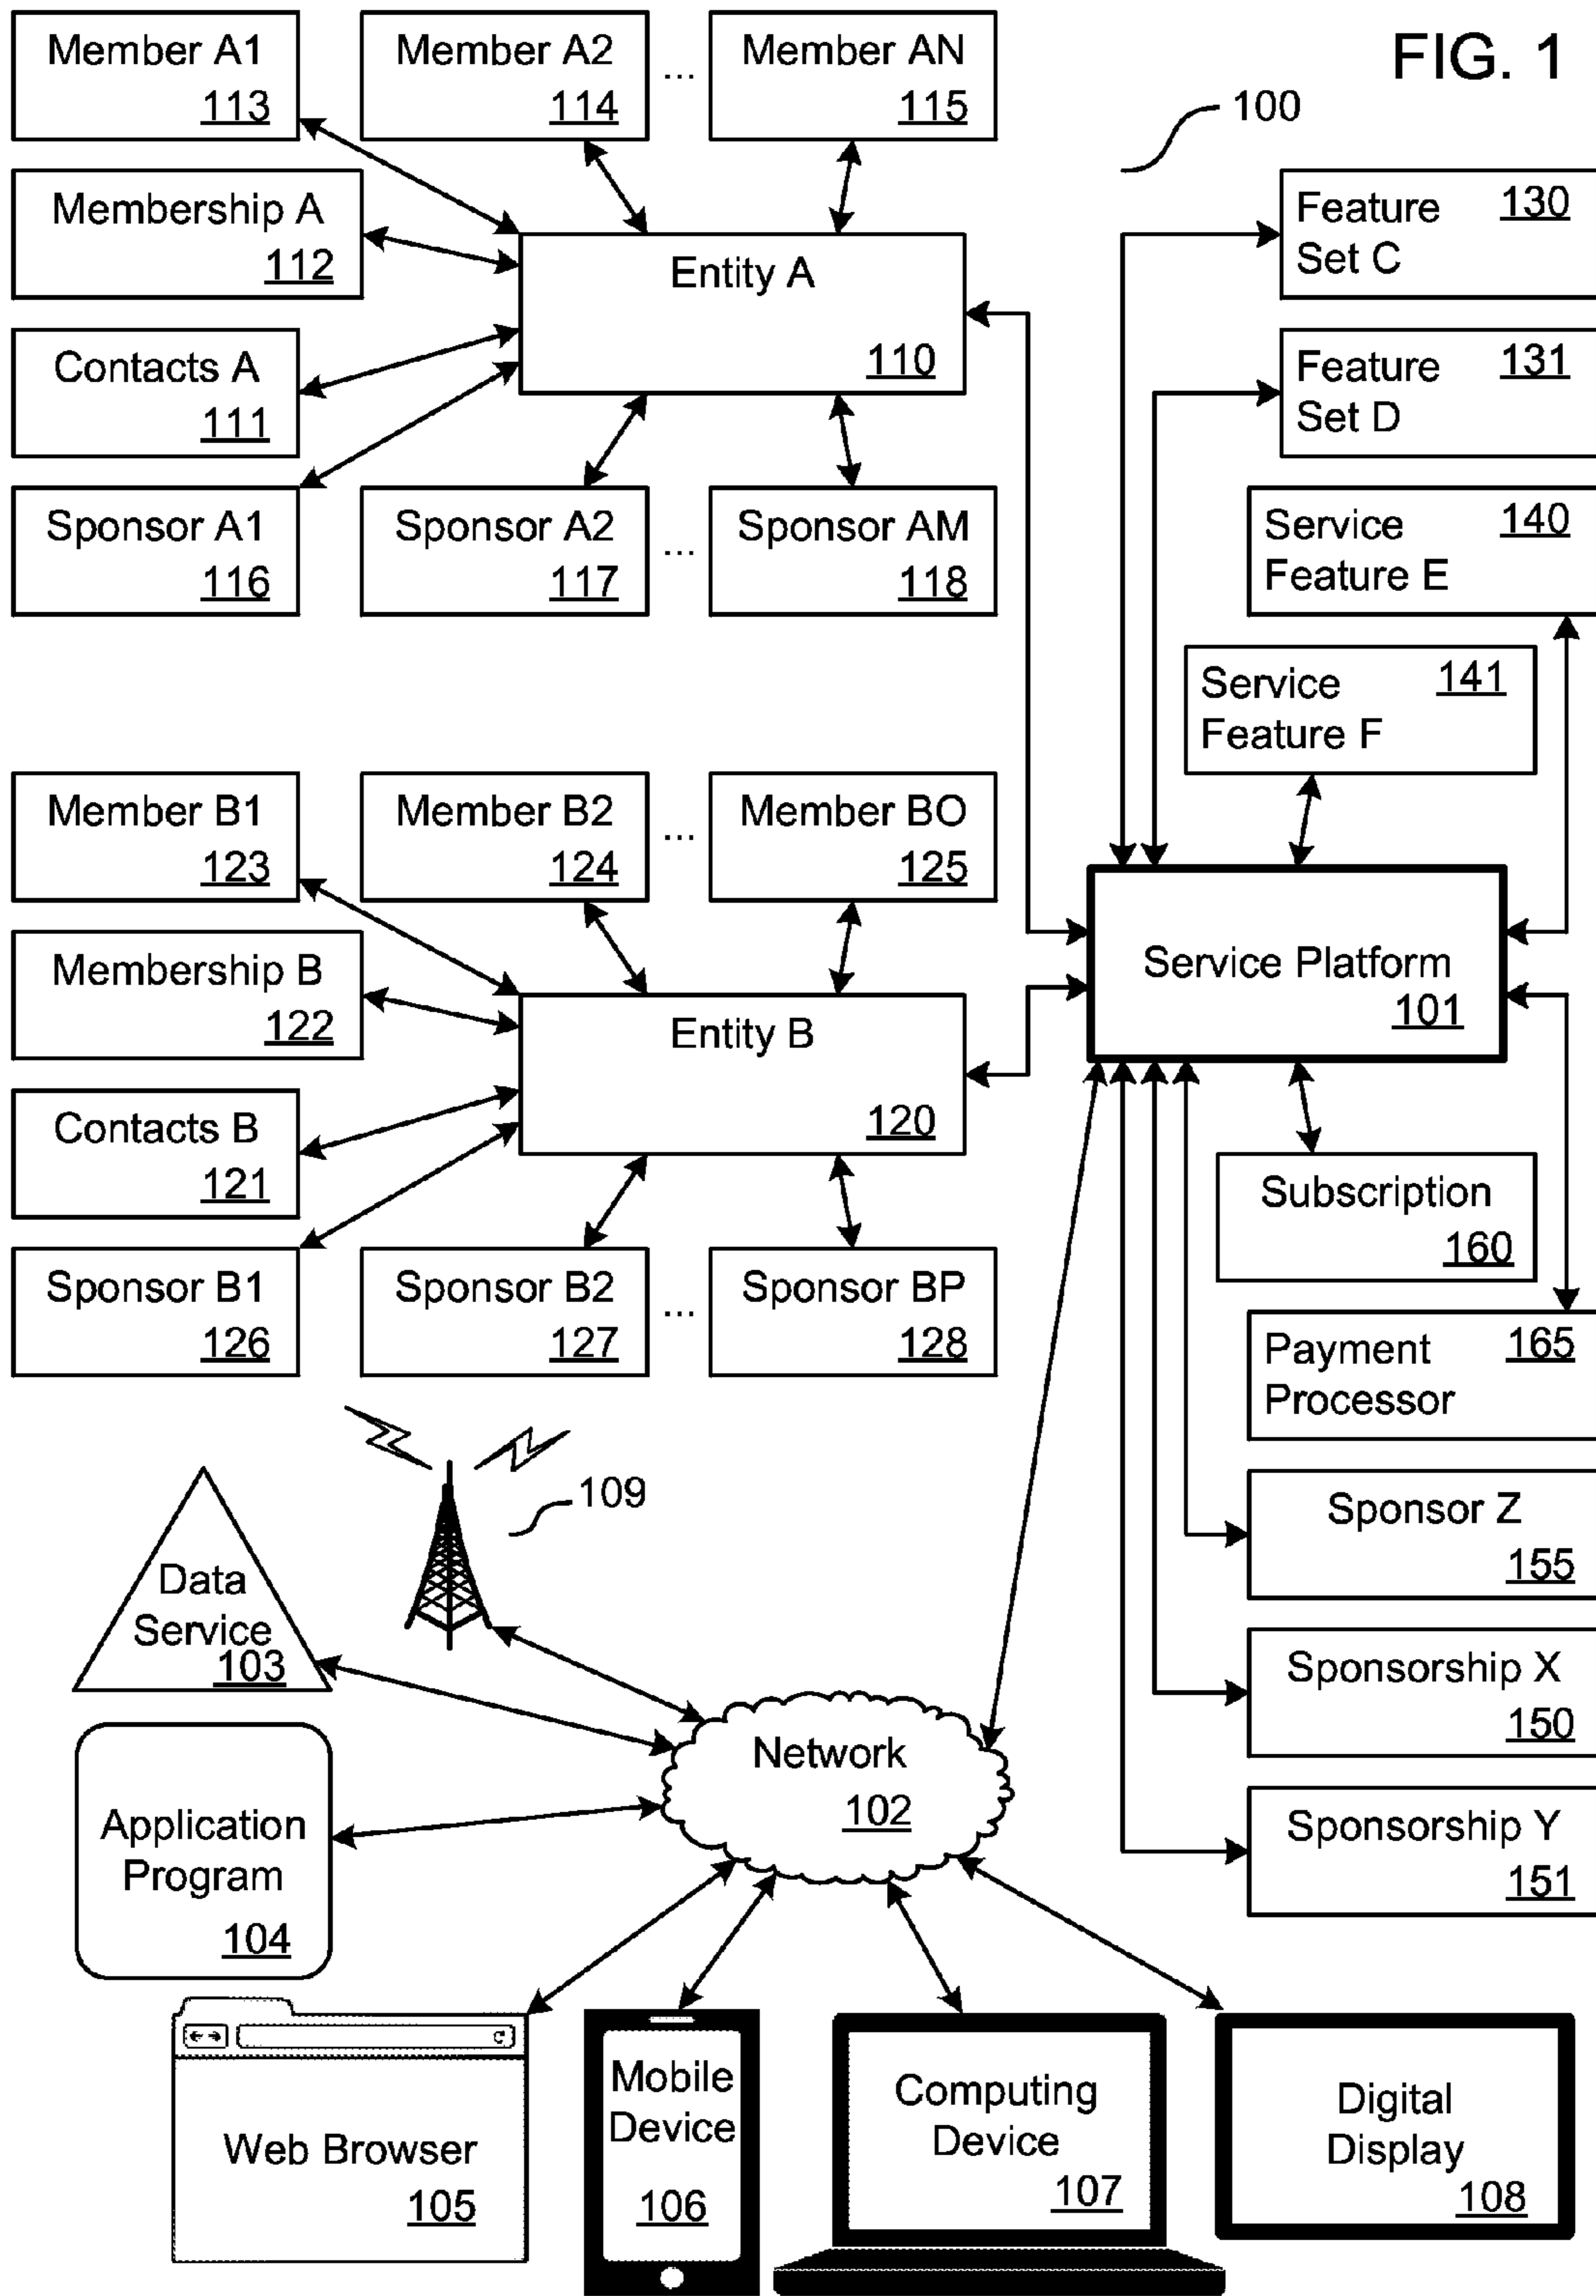 FIG. 1
100
Member A1
113
Member A2
114
...
Member AN
115
Membership A
112
Entity A
110
Contacts A
111
Sponsor A1
116
Sponsor A2
117
...
Sponsor AM
118
Feature
Set C
130
Feature
Set D
131
Service
Feature E
140
Service
Feature F
141
Member B1
123
Member B2
124
...
Member BO
125
Membership B
122
Entity B
120
Contacts B
121
Sponsor B1
126
Sponsor B2
127
...
Sponsor BP
128
Service Platform
101
Subscription
160
Payment
Processor
165
Sponsor Z
155
Sponsorship X
150
Sponsorship Y
151
109
Data
Service
103
Network
102
Application
Program
104
Web Browser
105
Mobile
Device
106
Computing
Device
107
Digital
Display
108